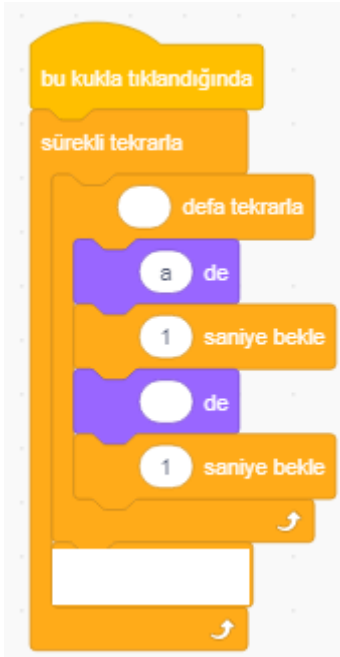 bu kukla tıklandığında
sürekli tekrarla
defa tekrarla
a de
1 saniye bekle
de
1 saniye bekle